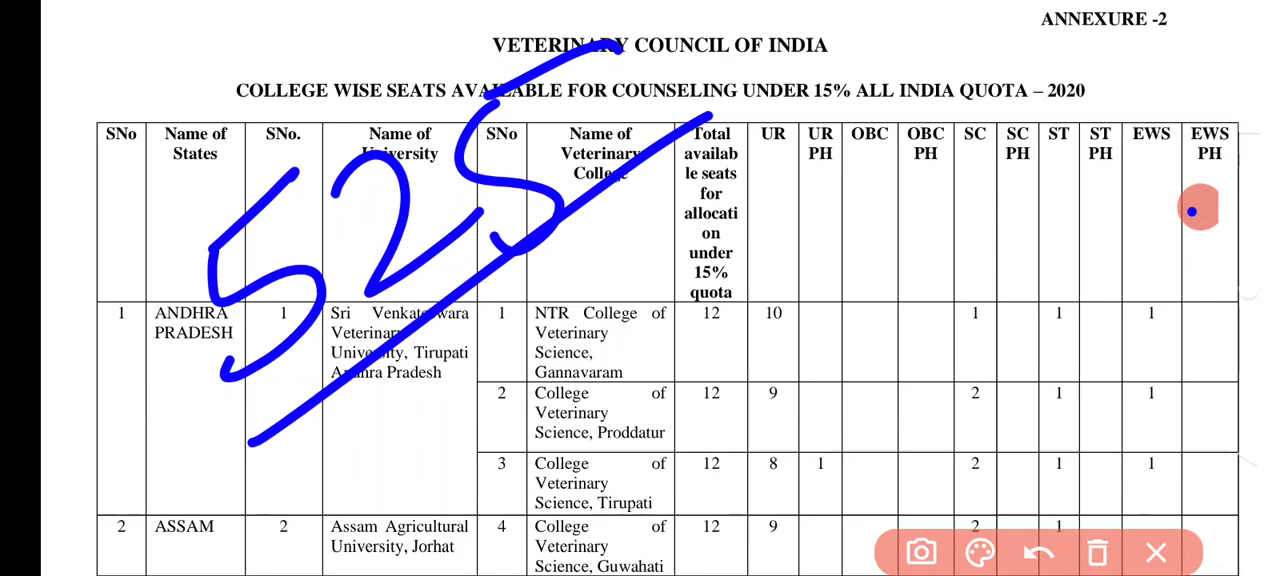 ANNEXURE -2
VETERINARY COUNCIL OF INDIA
COLLEGE WISE SEATS AVAILABLE FOR COUNSELING UNDER 15% ALL INDIA QUOTA – 2020
SNo Name of States SNo. Name of University SNo Name of Veterinary College Total availab le seats for allocati on under 15% quota UR UR PH OBC OBC PH SC SC PH ST ST PH EWS EWS PH
525
1 ANDHRA PRADESH 1 Sri Venkateswara Veterinary University, Tirupati Andhra Pradesh 1 NTR College of Veterinary Science, Gannavaram 12 10 1 1 1
2 College of Veterinary Science, Proddatur 12 9 2 1 1
3 College of Veterinary Science, Tirupati 12 8 1 2 1 1
2 ASSAM 2 Assam Agricultural University, Jorhat 4 College of Veterinary Science, Guwahati 12 9 2 1